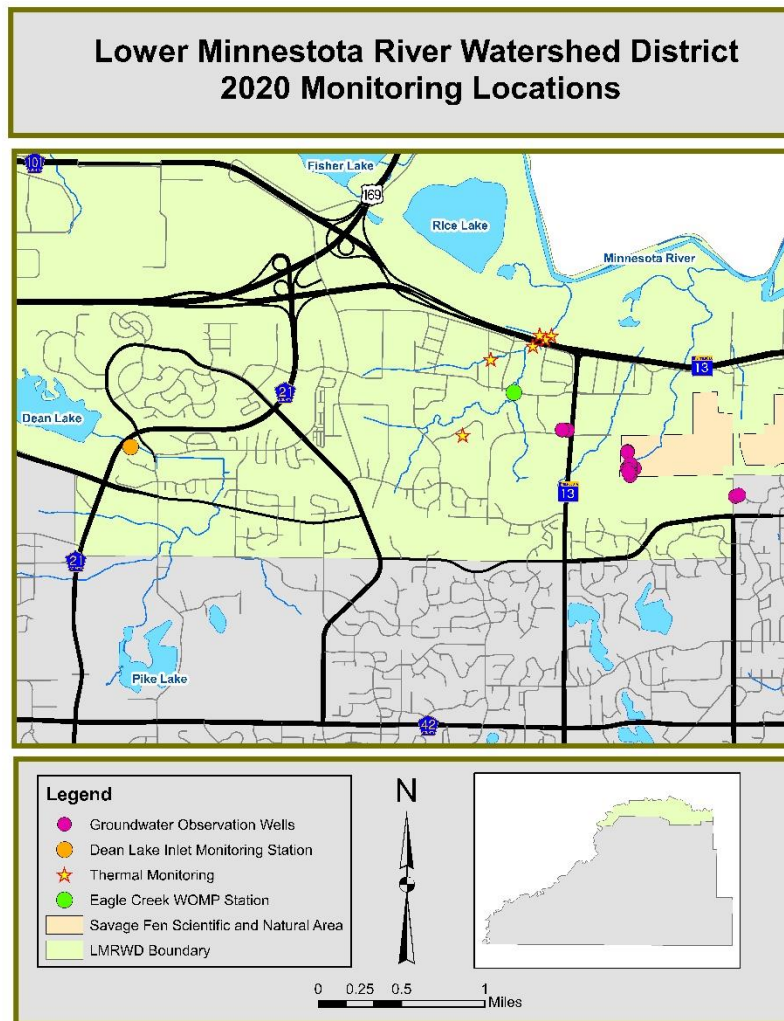 Lower Minnestota River Watershed District
2020 Monitoring Locations
101
Fisher Lake
169
Rice Lake
Minnesota River
13
21
Dean Lake
13
21
Pike Lake
42
Legend
Groundwater Observation Wells
Dean Lake Inlet Monitoring Station
Thermal Monitoring
Eagle Creek WOMP Station
Savage Fen Scientific and Natural Area
LMRWD Boundary
N
0 0.25 0.5 1
Miles